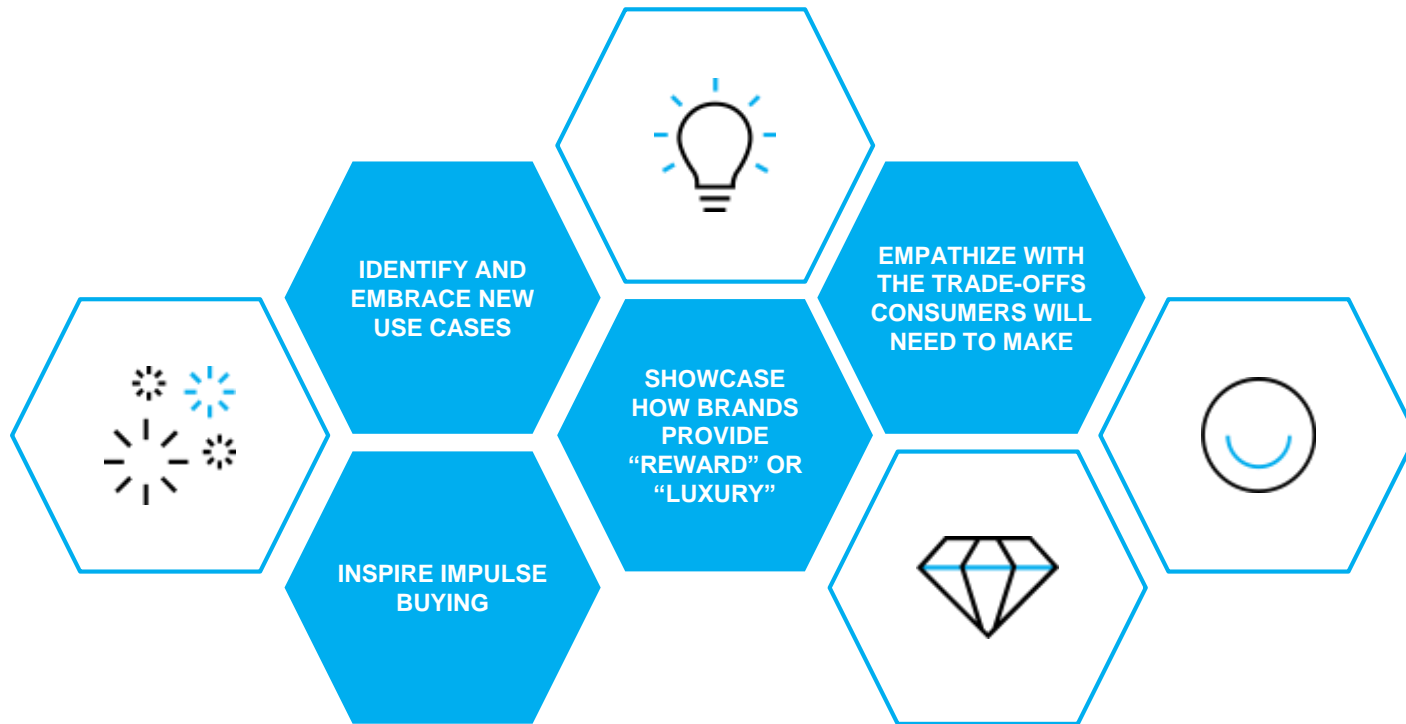 IDENTIFY AND
EMBRACE NEW
USE CASES
EMPATHIZE WITH
THE TRADE-OFFS
CONSUMERS WILL
NEED TO MAKE
SHOWCASE
HOW BRANDS
PROVIDE
“REWARD” OR
“LUXURY”
INSPIRE IMPULSE
BUYING